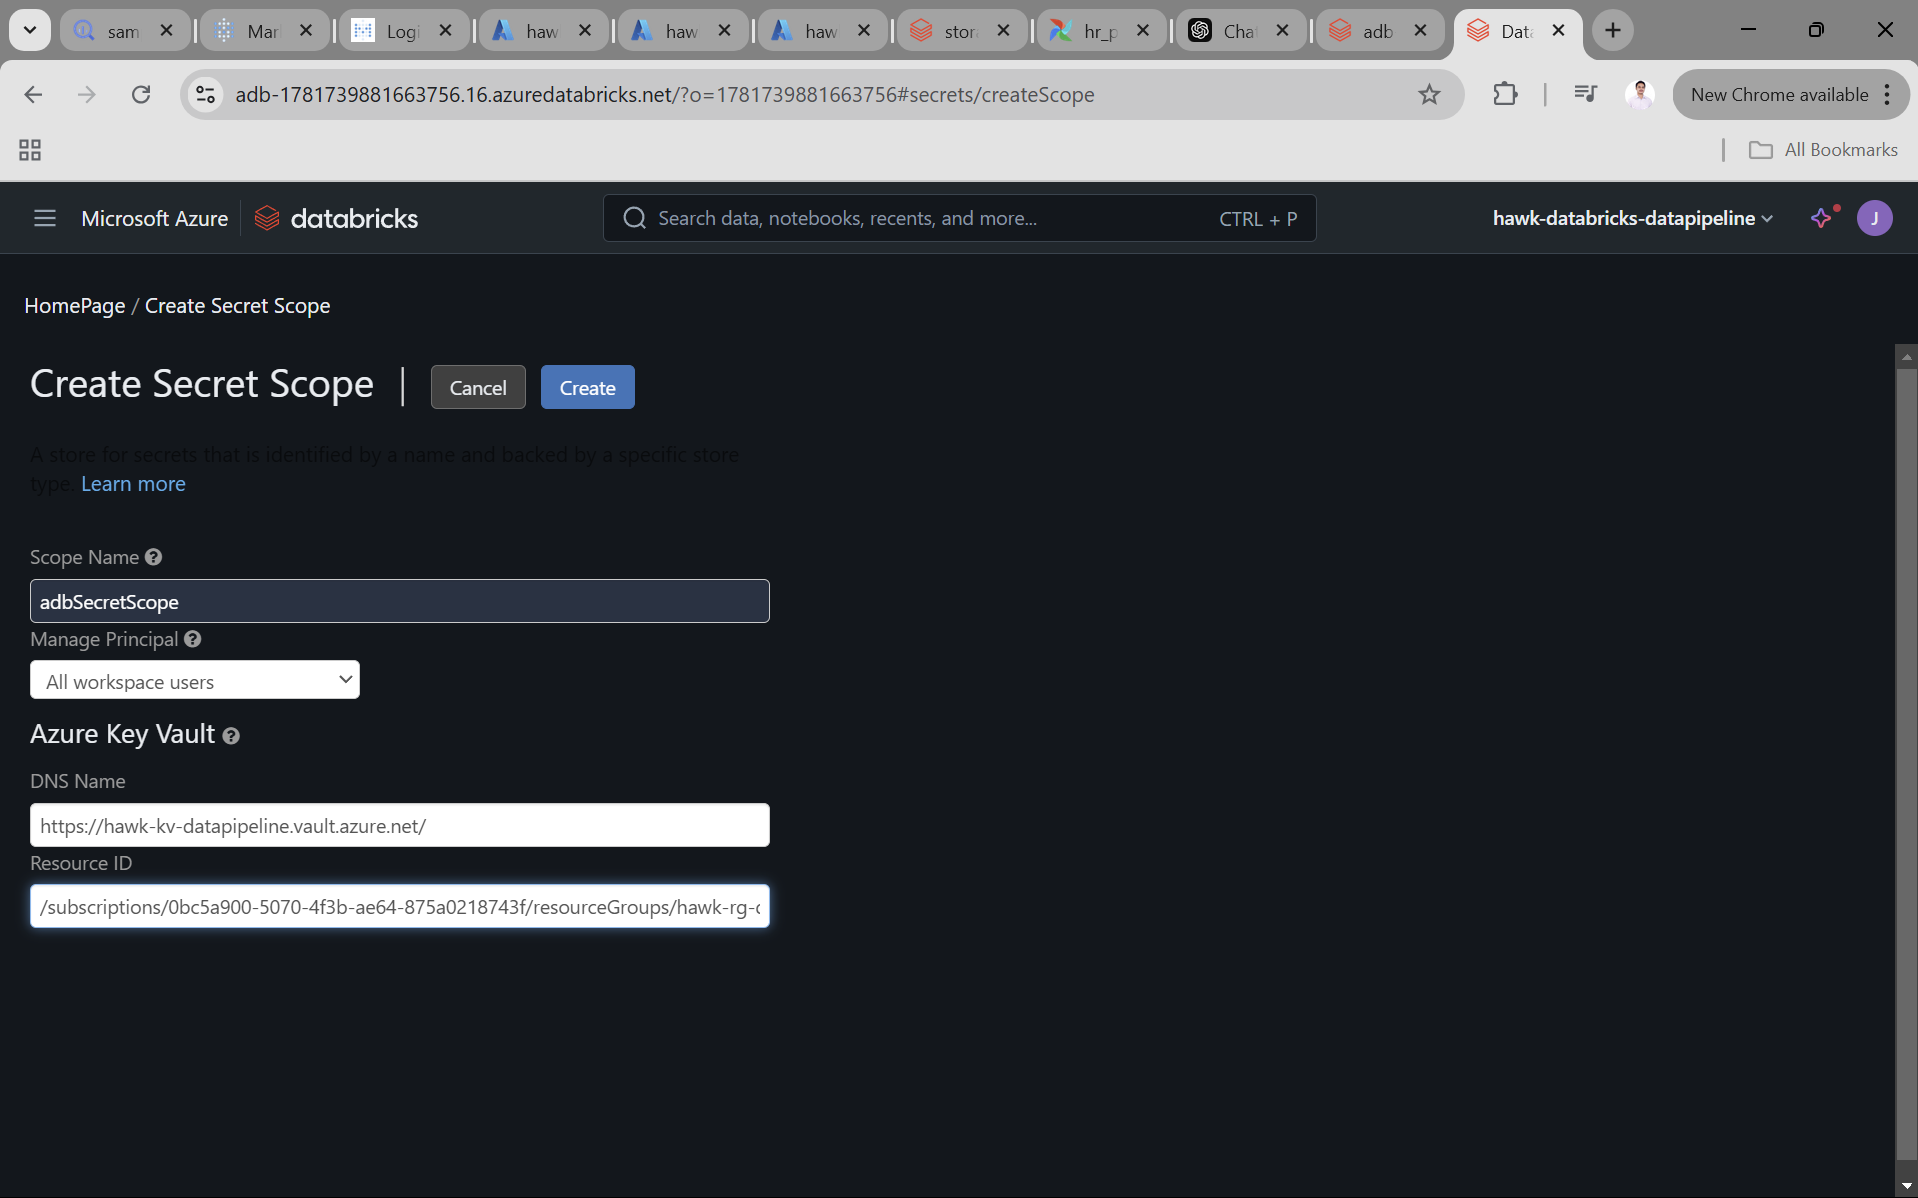 sam
Mar
Logi
haw
haw
haw
stor
hr_p
Cha
adb
Data
adb-1781739881663756.16.azuredatabricks.net/?o=1781739881663756#secrets/createScope
New Chrome available
All Bookmarks
Microsoft Azure
databricks
Search data, notebooks, recents, and more...
CTRL + P
hawk-databricks-datapipeline
J
HomePage / Create Secret Scope
Create Secret Scope
Cancel
Create
A store for secrets that is identified by a name and backed by a specific store
type. Learn more
Scope Name
adbSecretScope
Manage Principal
All workspace users
Azure Key Vault
DNS Name
https://hawk-kv-datapipeline.vault.azure.net/
Resource ID
/subscriptions/0bc5a900-5070-4f3b-ae64-875a0218743f/resourceGroups/hawk-rg-